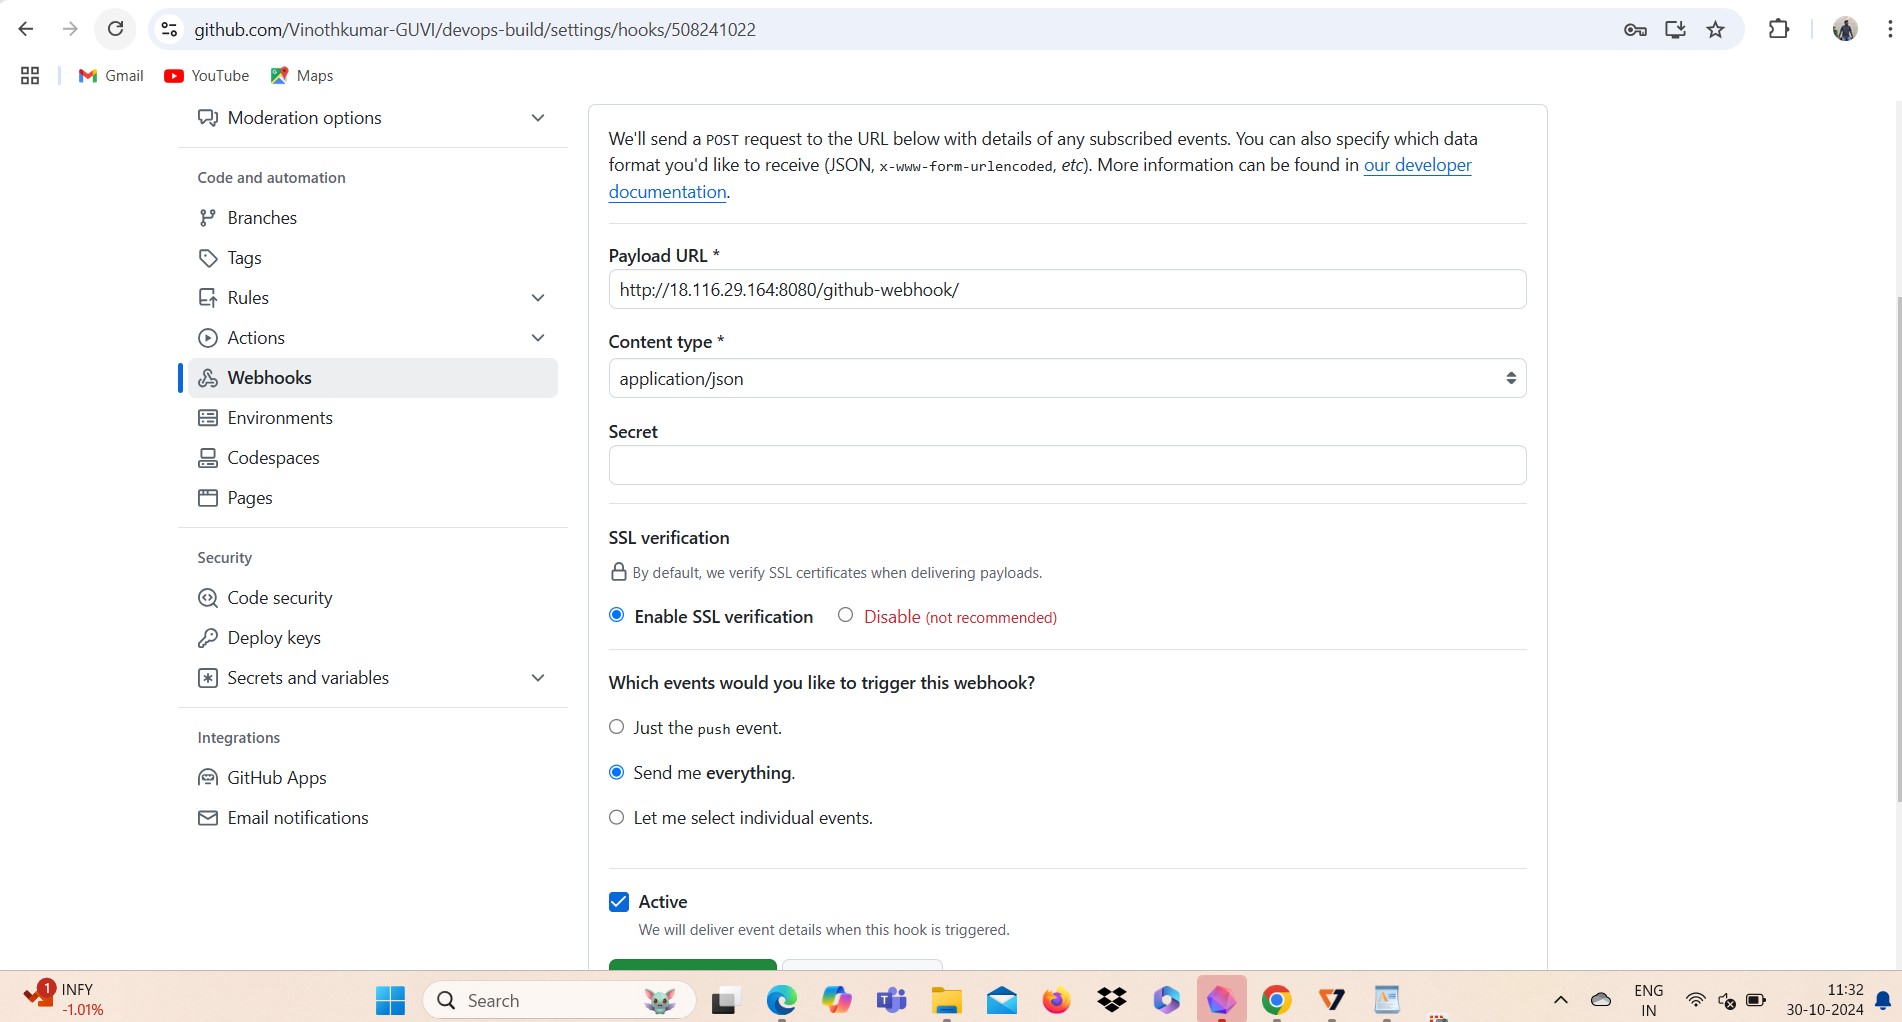 github.com/Vinothkumar-GUVI/devops-build/settings/hooks/508241022
Gmail
YouTube
Maps
Moderation options
Code and automation
Branches
Tags
Rules
Actions
Webhooks
Environments
Codespaces
Pages
Security
Code security
Deploy keys
Secrets and variables
Integrations
GitHub Apps
Email notifications
We'll send a POST request to the URL below with details of any subscribed events. You can also specify which data
format you'd like to receive (JSON, x-www-form-urlencoded, etc). More information can be found in our developer
documentation.
Payload URL *
http://18.116.29.164:8080/github-webhook/
Content type *
application/json
Secret
SSL verification
By default, we verify SSL certificates when delivering payloads.
Enable SSL verification
Disable (not recommended)
Which events would you like to trigger this webhook?
Just the push event.
Send me everything.
Let me select individual events.
Active
We will deliver event details when this hook is triggered.
1
INFY
-1.01%
Search
ENG
IN
11:32
30-10-2024